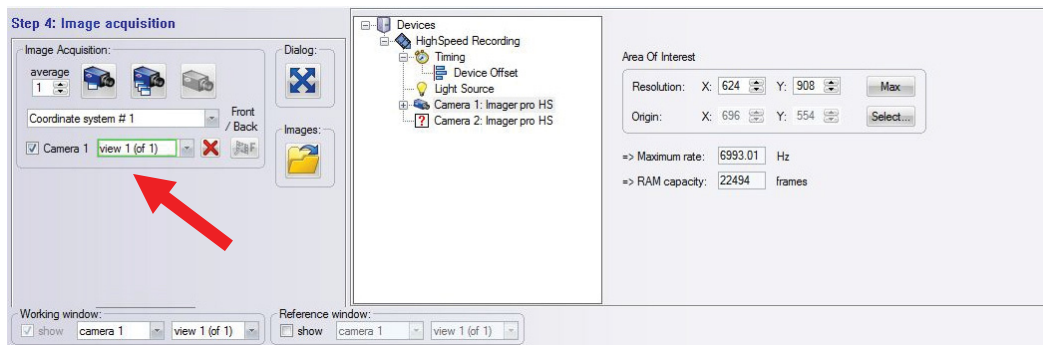 Step 4: Image acquisition
Image Acquisition:
average
1
Coordinate system # 1
Front
/ Back
Camera 1 view 1 (of 1)
Dialog:
Images:
Devices
HighSpeed Recording
Timing
Device Offset
Light Source
Camera 1: Imager pro HS
Camera 2: Imager pro HS
Area Of Interest
Resolution: X: 624 Y: 908 Max
Origin: X: 696 Y: 554 Select...
=> Maximum rate: 6993.01 Hz
=> RAM capacity: 22494 frames
Working window:
show camera 1 view 1 (of 1)
Reference window:
show camera 1 view 1 (of 1)